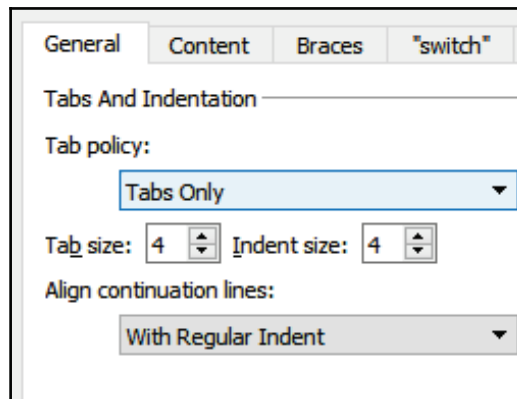 General Content Braces "switch"
Tabs And Indentation
Tab policy:
Tabs Only
Tab size: 4 Indent size: 4
Align continuation lines:
With Regular Indent